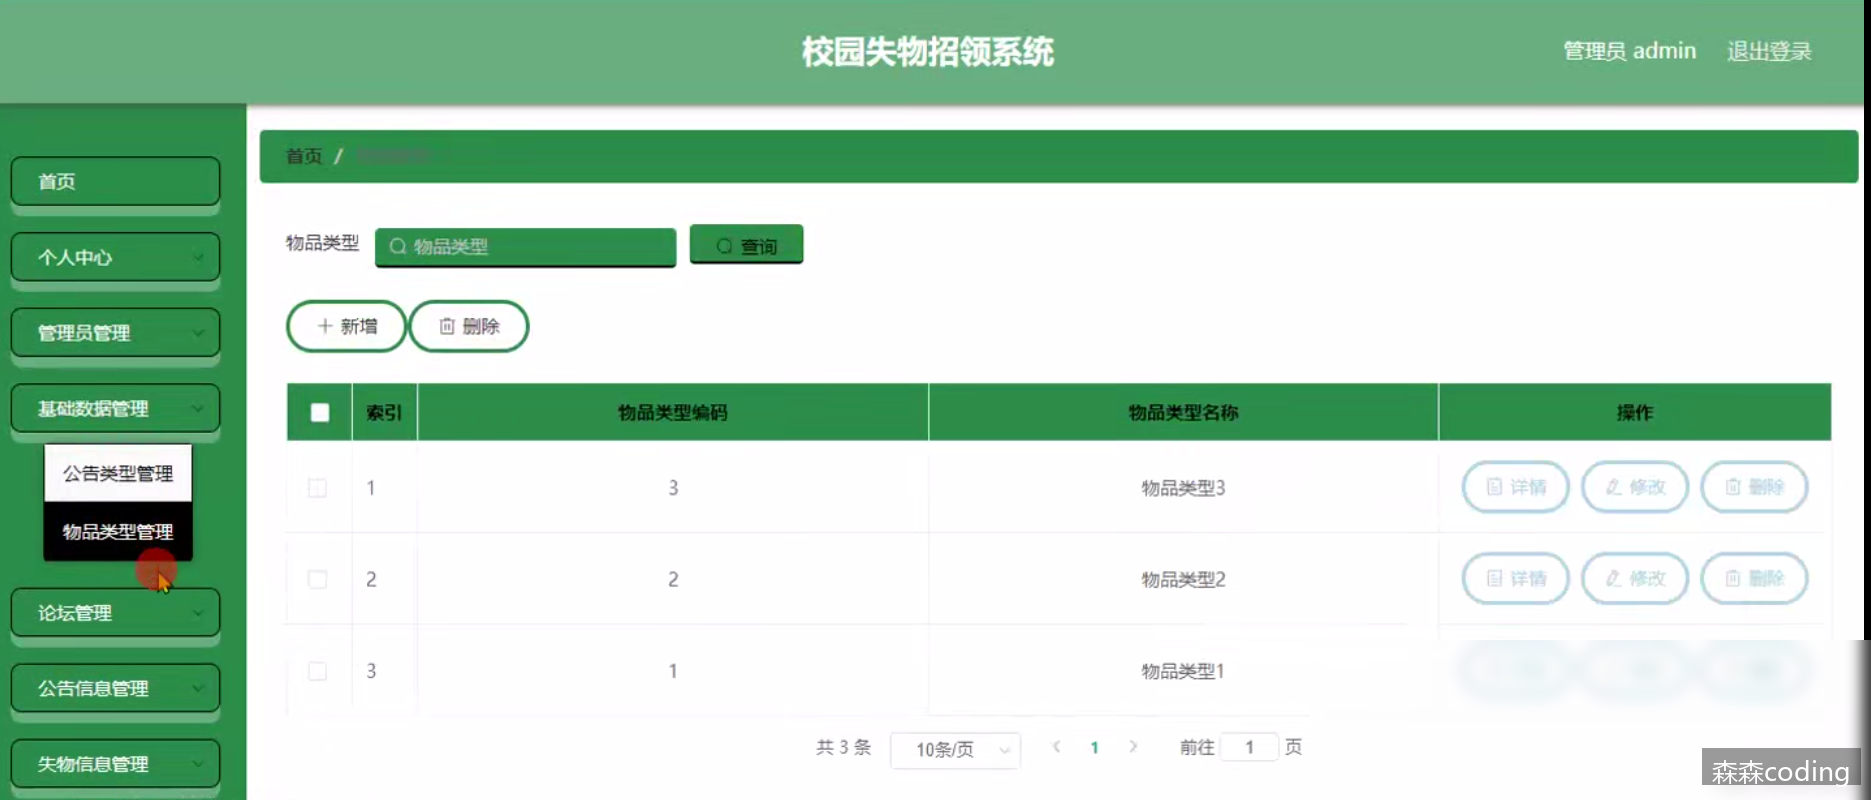 校园失物招领系统
管理员 admin
退出登录
首页
个人中心
管理员管理
基础数据管理
公告类型管理
物品类型管理
论坛管理
公告信息管理
失物信息管理
首页 /
物品类型
物品类型
查询
新增
删除
索引 物品类型编码 物品类型名称 操作
1 3 物品类型3 详情 修改 删除
2 2 物品类型2 详情 修改 删除
3 1 物品类型1
共 3 条 10条/页 1 前往 1 页
森森coding